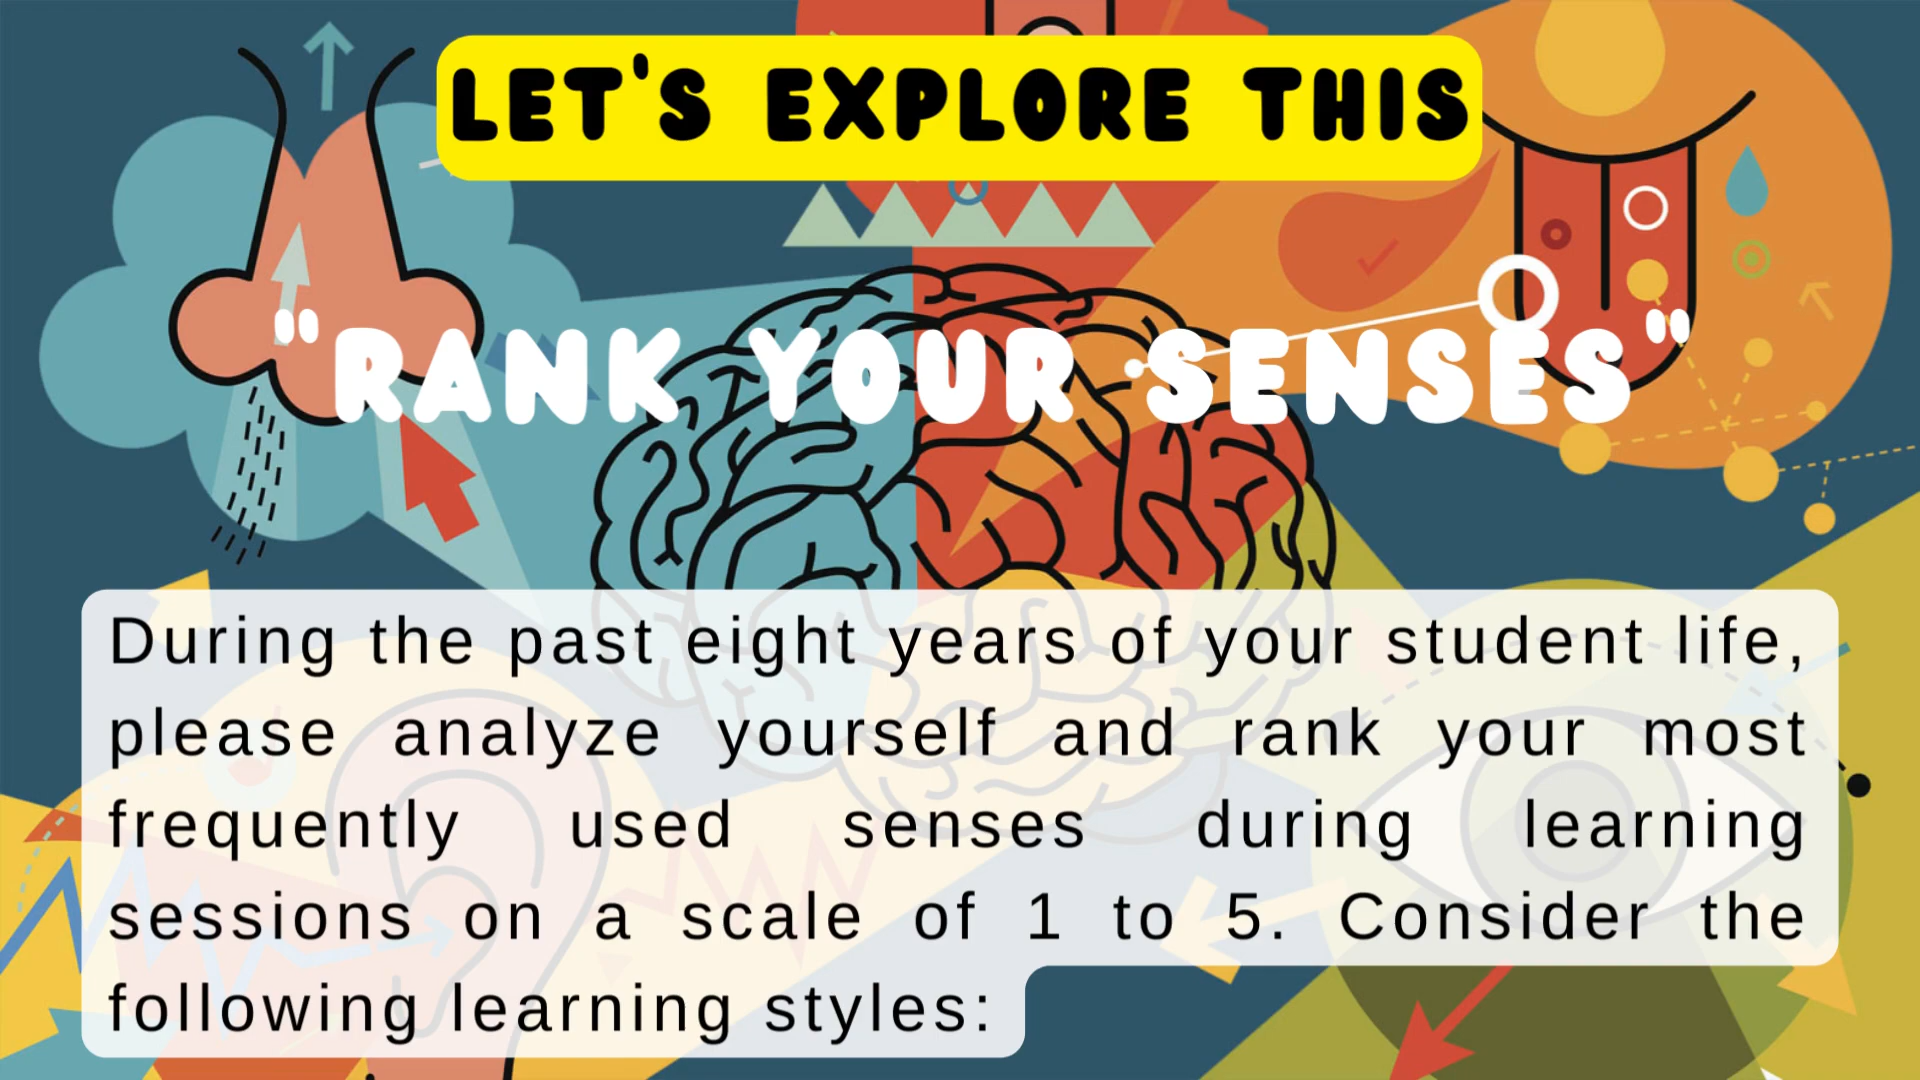 LET'S EXPLORE THIS
"RANK YOUR SENSES"
During the past eight years of your student life,
please analyze yourself and rank your most
frequently used senses during learning
sessions on a scale of 1 to 5. Consider the
following learning styles: